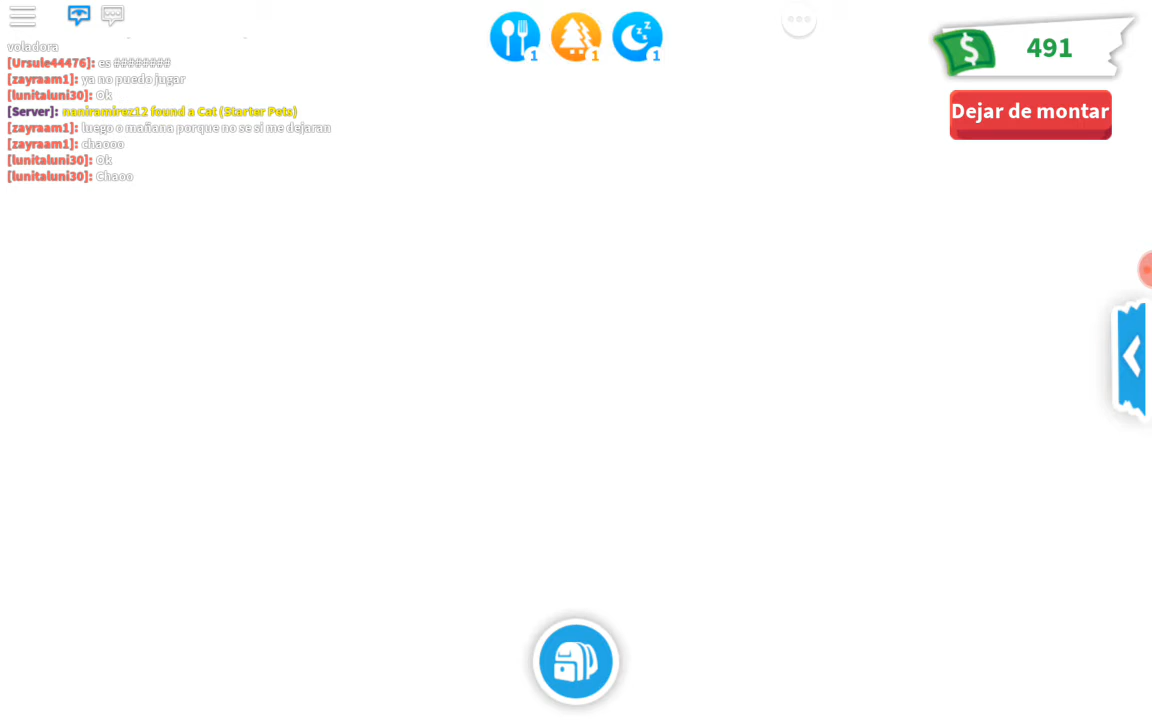 voladora
[Ursule44476]: es ########
[zayraam1]: ya no puedo jugar
[lunitaluni30]: Ok
[Server]: naniramirez12 found a Cat (Starter Pets)
[zayraam1]: luego o mañana porque no se si me dejaran
[zayraam1]: chaooo
[lunitaluni30]: Ok
[lunitaluni30]: Chaoo
1
1
1
$ 491
Dejar de montar